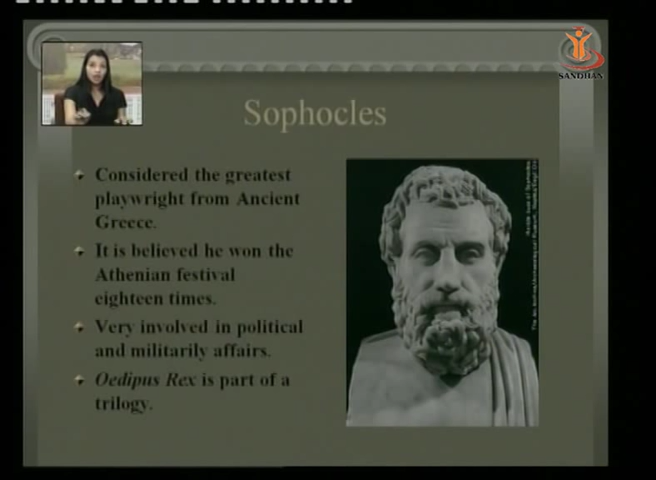 SANDHAN
Sophocles
Considered the greatest
playwright from Ancient
Greece.
It is believed he won the
Athenian festival
eighteen times.
Very involved in political
and militarily affairs.
Oedipus Rex is part of a
trilogy.